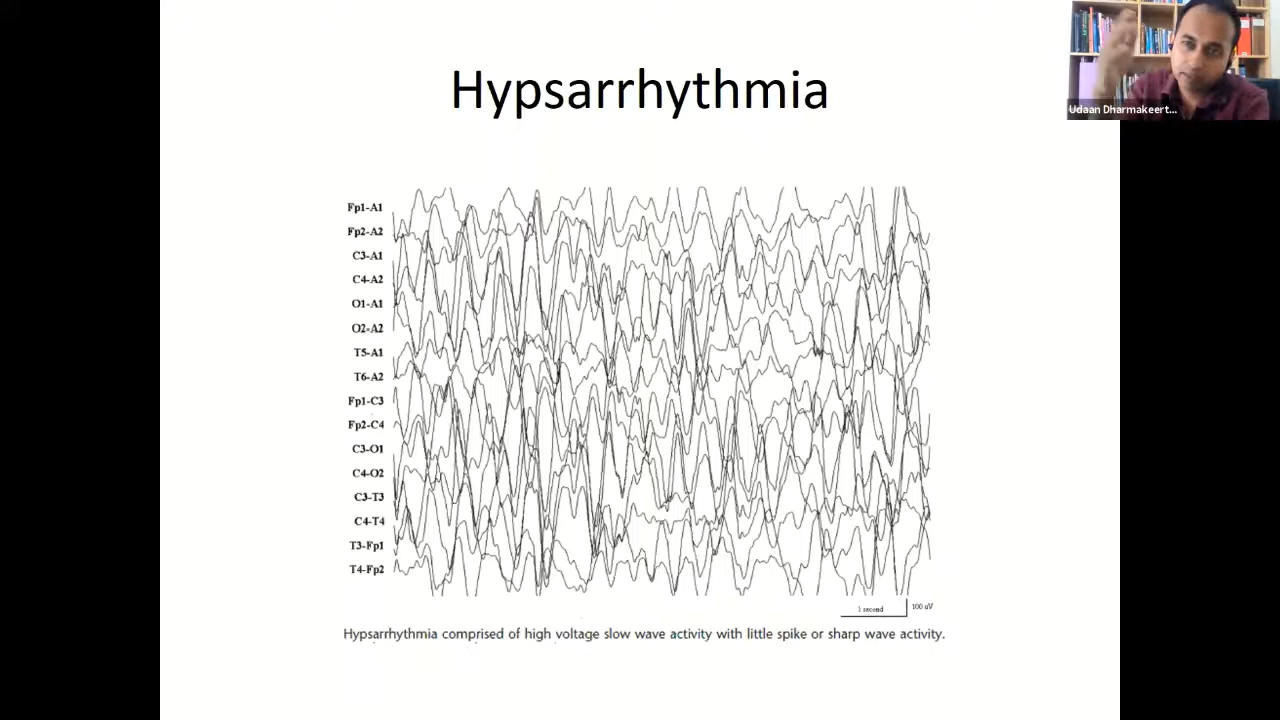 Hypsarrhythmia
Udaan Dharmakeert...
Fp1-A1
Fp2-A2
C3-A1
C4-A2
O1-A1
O2-A2
T5-A1
T6-A2
Fp1-C3
Fp2-C4
C3-O1
C4-O2
C3-T3
C4-T4
T3-Fp1
T4-Fp2
1 second
100 uV
Hypsarrhythmia comprised of high voltage slow wave activity with little spike or sharp wave activity.